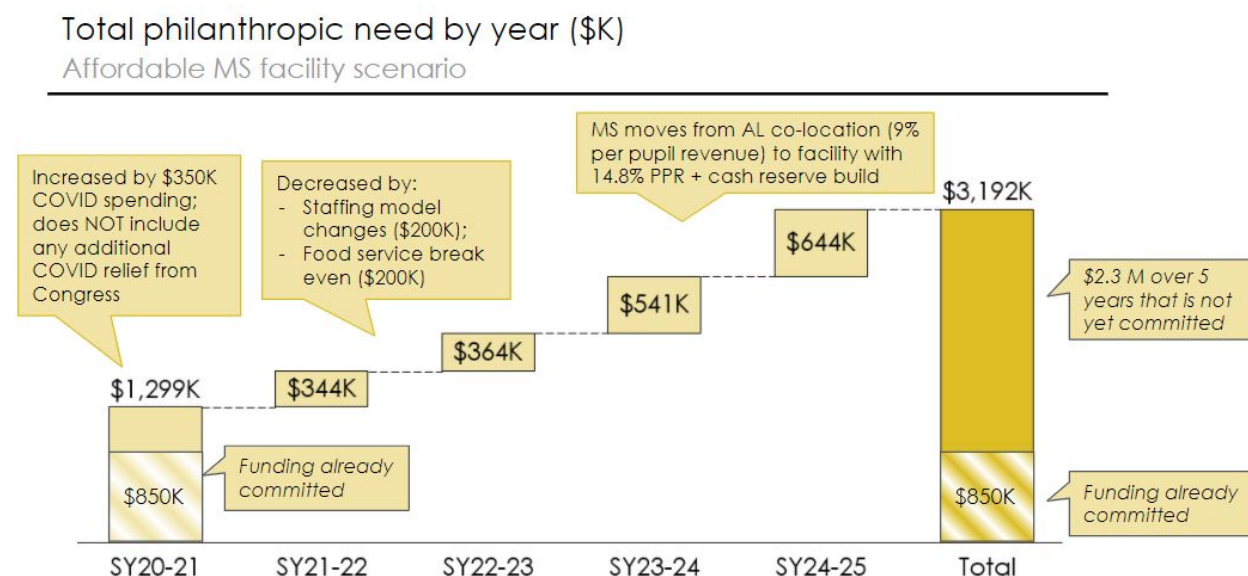 Total philanthropic need by year ($K)
Affordable MS facility scenario
Increased by $350K
COVID spending;
does NOT include
any additional
COVID relief from
Congress
Decreased by:
- Staffing model
changes ($200K);
- Food service break
even ($200K)
MS moves from AL co-location (9%
per pupil revenue) to facility with
14.8% PPR + cash reserve build
$3,192K
$644K
$2.3 M over 5
years that is not
yet committed
$541K
$364K
$1,299K
$344K
Funding already
committed
$850K
$850K
Funding already
committed
SY20-21 SY21-22 SY22-23 SY23-24 SY24-25 Total